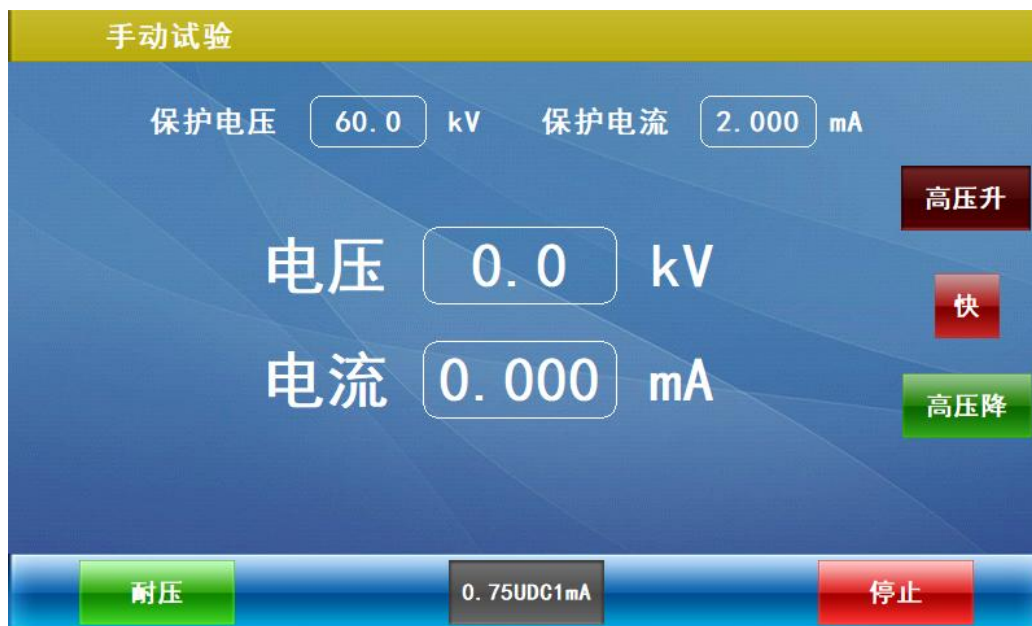 手动试验
保护电压 60.0 kV 保护电流 2.000 mA
高压升
电压 0.0 kV
快
电流 0.000 mA
高压降
耐压 0.75UDC1mA 停止